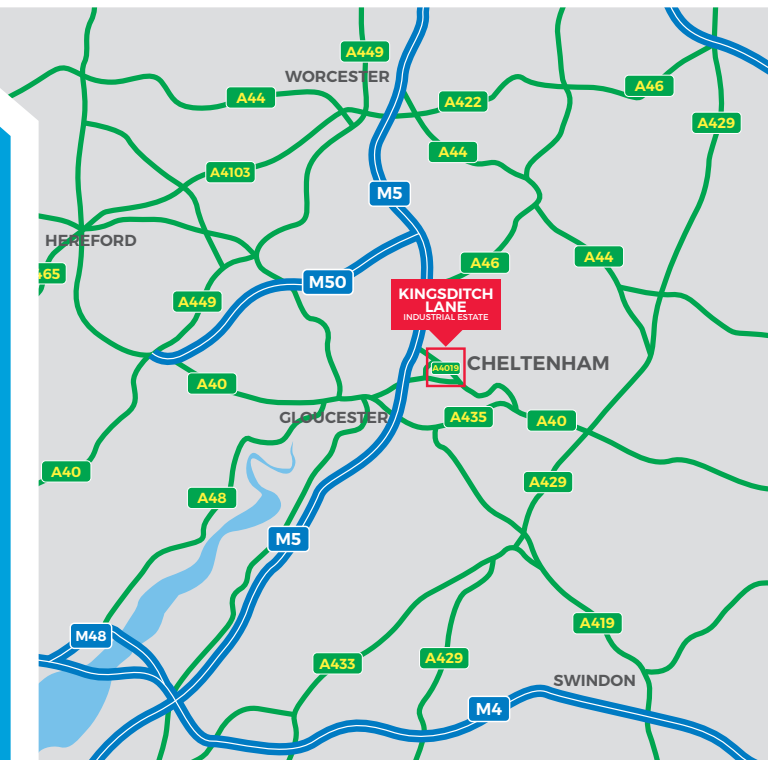 A449
WORCESTER
A44
A422
A46
A429
A44
A4103
M5
HEREFORD
A46
A44
465
M50
A449
KINGSDITCH
LANE
INDUSTRIAL ESTATE
A4019
CHELTENHAM
A40
GLOUCESTER
A435
A40
A40
A48
A429
M5
M48
A419
A433
A429
SWINDON
M4